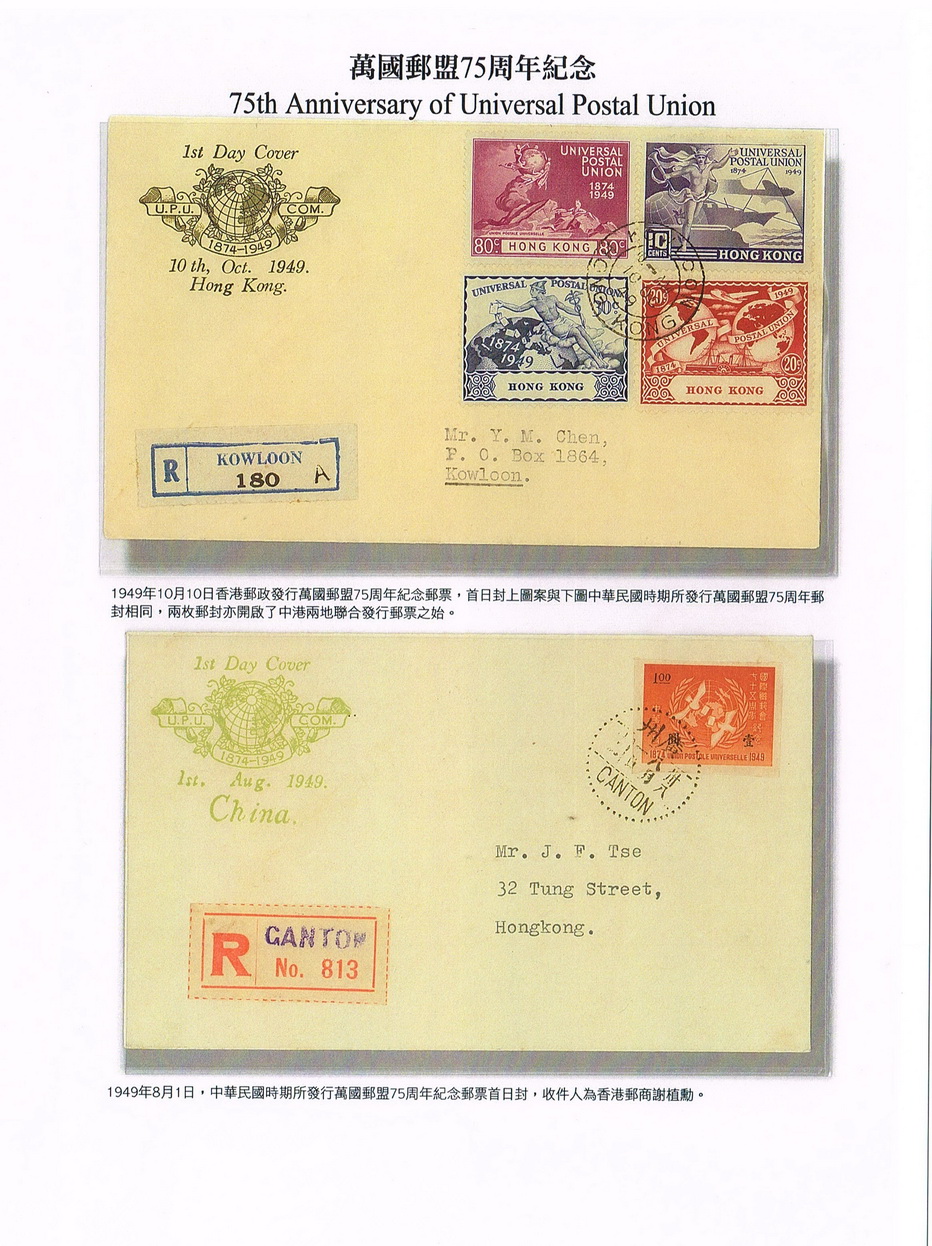 萬國郵盟75周年紀念
75th Anniversary of Universal Postal Union
1st Day Cover
U.P.U. COM.
1874-1949
10th, Oct. 1949.
Hong Kong.
UNIVERSAL
POSTAL
UNION
1874
1949
UNION POSTALE UNIVERSELLE
80c HONG KONG 80c
UNIVERSAL
POSTAL UNION
1874 1949
10
CENTS
HONG KONG
UNIVERSAL POSTAL UNION
1874
1949
HONG KONG
20c 1949
UNIVERSAL POSTAL UNION
1874 20c
HONG KONG
KONG
R KOWLOON
180 A
Mr. Y. M. Chen,
P. O. Box 1864,
Kowloon.
1949年10月10日香港郵政發行萬國郵盟75周年紀念郵票，首日封上圖案與下圖中華民國時期所發行萬國郵盟75周年郵
封相同，兩枚郵封亦開啟了中港兩地聯合發行郵票之始。
1st Day Cover
U.P.U. COM.
1874-1949
1st. Aug. 1949.
China.
1.00
壹
1874 UNION POSTALE UNIVERSELLE 1949
CANTON
Mr. J. F. Tse
32 Tung Street,
Hongkong.
R CANTON
No. 813
1949年8月1日，中華民國時期所發行萬國郵盟75周年紀念郵票首日封，收件人為香港郵商謝植勳。